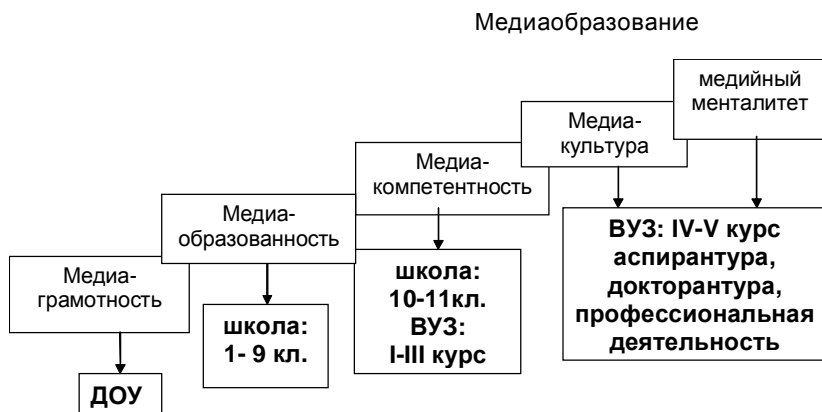 Медиаобразование
медийный
менталитет
Медиа-
культура
Медиа-
компетентность
Медиа-
образованность
Медиа-
грамотность
ВУЗ: IV-V курс
аспирантура,
докторантура,
профессиональная
деятельность
школа:
10-11кл.
ВУЗ:
I-III курс
школа:
1- 9 кл.
ДОУ